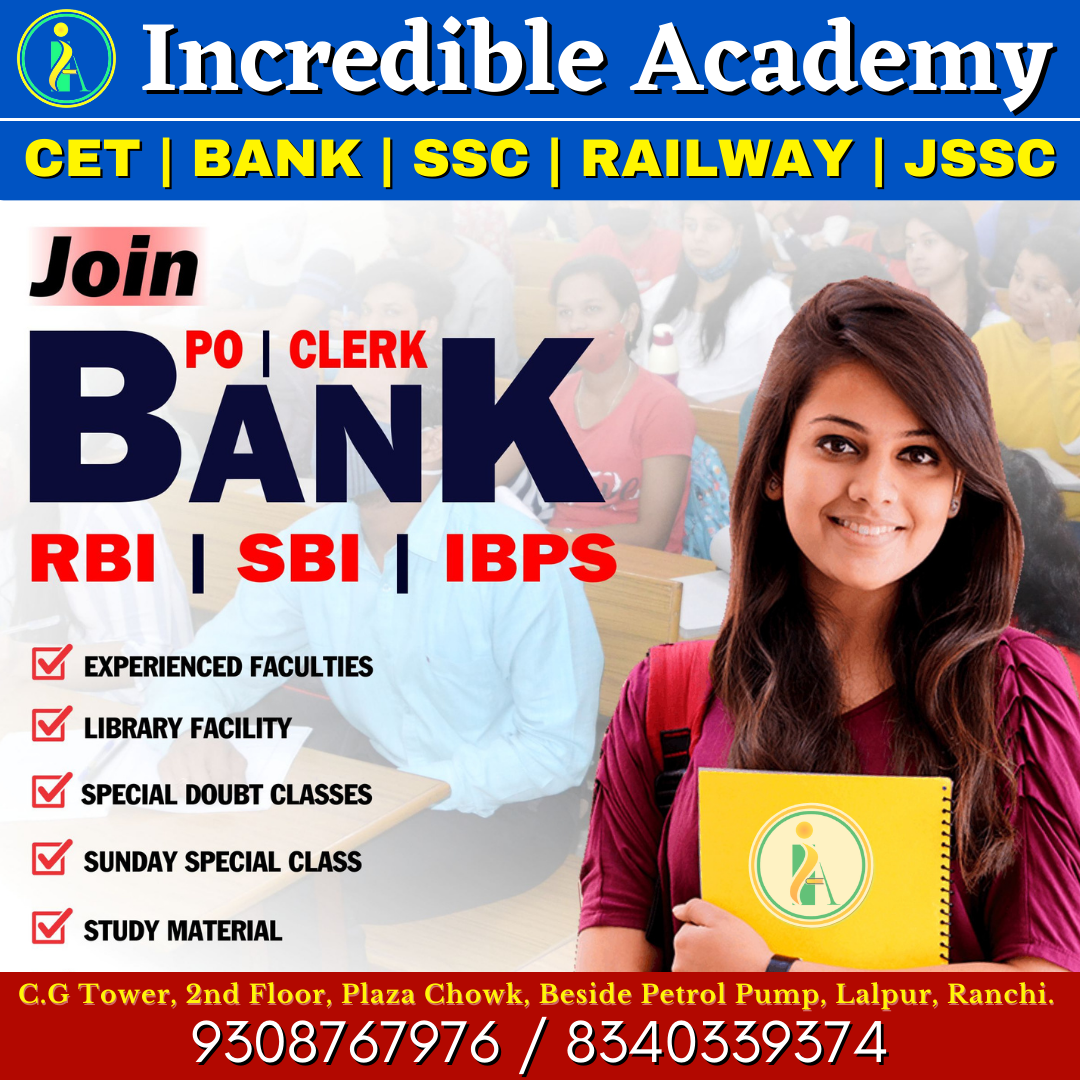 Incredible Academy
CET | BANK | SSC | RAILWAY | JSSC
Join
PO | CLERK
BANK
RBI | SBI | IBPS
EXPERIENCED FACULTIES
LIBRARY FACILITY
SPECIAL DOUBT CLASSES
SUNDAY SPECIAL CLASS
STUDY MATERIAL
C.G Tower, 2nd Floor, Plaza Chowk, Beside Petrol Pump, Lalpur, Ranchi.
9308767976 / 8340339374